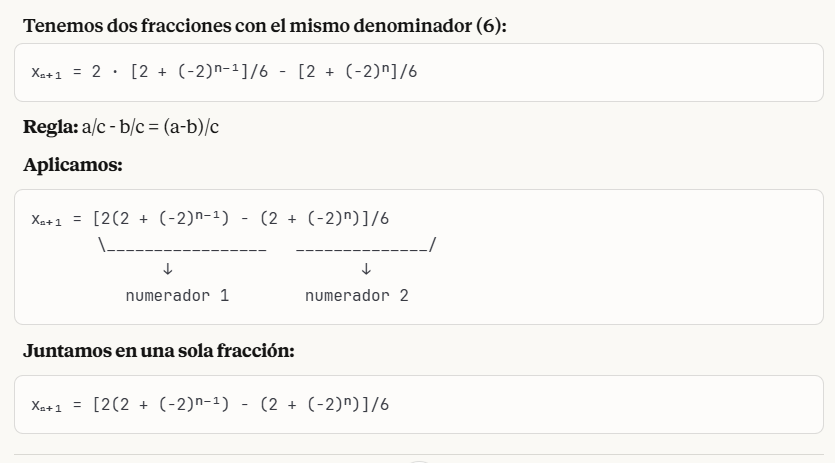 Tenemos dos fracciones con el mismo denominador (6):
xₙ₊₁ = 2 · [2 + (-2)ⁿ⁻¹]/6 - [2 + (-2)ⁿ]/6
Regla: a/c - b/c = (a-b)/c
Aplicamos:
xₙ₊₁ = [2(2 + (-2)ⁿ⁻¹) - (2 + (-2)ⁿ)]/6
\_________________   ______________/
↓ ↓
numerador 1 numerador 2
Juntamos en una sola fracción:
xₙ₊₁ = [2(2 + (-2)ⁿ⁻¹) - (2 + (-2)ⁿ)]/6